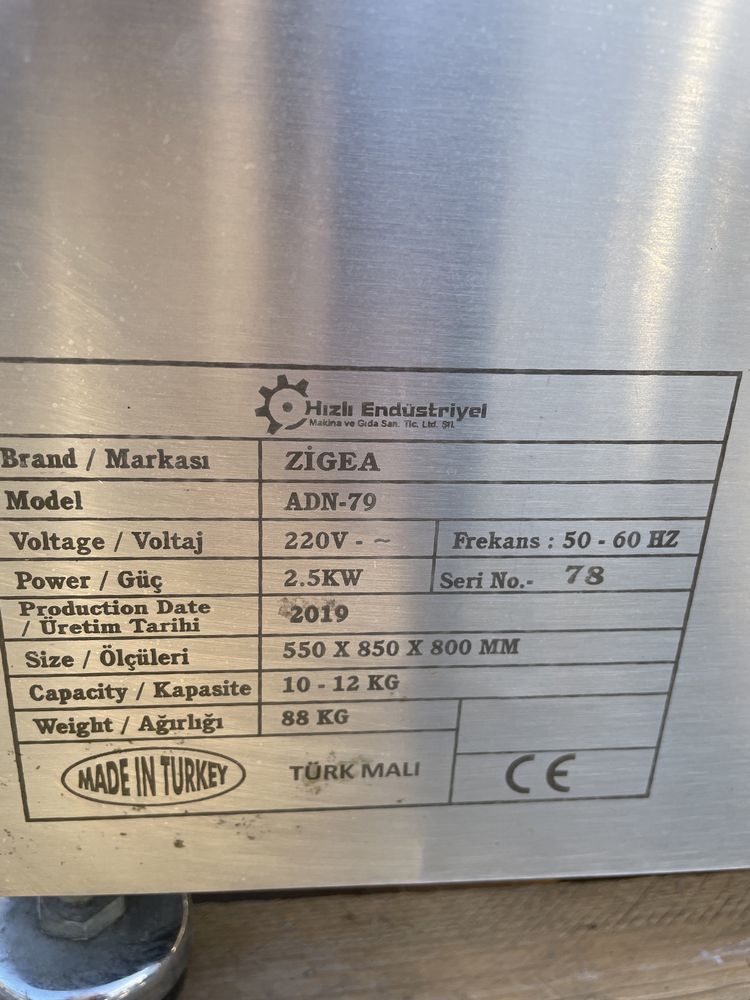 Hızlı Endüstriyel
Makina ve Gıda San. Tic. Ltd. Şti.
Brand / Markası ZİGEA
Model ADN-79
Voltage / Voltaj 220V - ~ Frekans : 50 - 60 HZ
Power / Güç 2.5KW Seri No.- 78
Production Date
/ Üretim Tarihi 2019
Size / Ölçüleri 550 X 850 X 800 MM
Capacity / Kapasite 10 - 12 KG
Weight / Ağırlığı 88 KG
MADE IN TURKEY TÜRK MALI CE